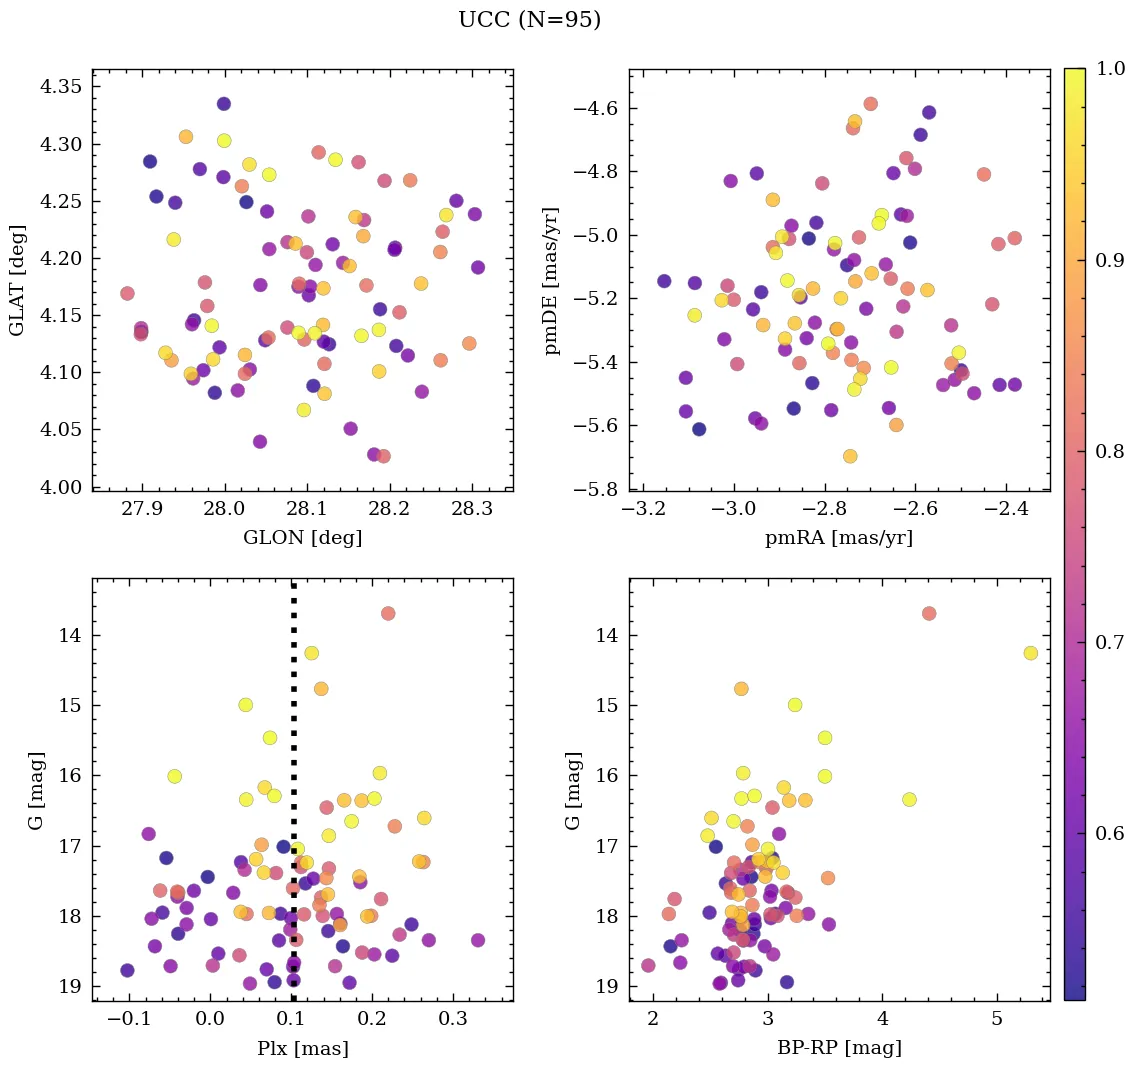 UCC (N=95)
4.35
4.30
4.25
4.20
4.15
4.10
4.05
4.00
GLAT [deg]
27.9 28.0 28.1 28.2 28.3
GLON [deg]
−4.6
−4.8
−5.0
−5.2
−5.4
−5.6
−5.8
pmDE [mas/yr]
−3.2 −3.0 −2.8 −2.6 −2.4
pmRA [mas/yr]
1.0
0.9
0.8
0.7
0.6
14
15
16
17
18
19
G [mag]
−0.1 0.0 0.1 0.2 0.3
Plx [mas]
14
15
16
17
18
19
G [mag]
2 3 4 5
BP-RP [mag]